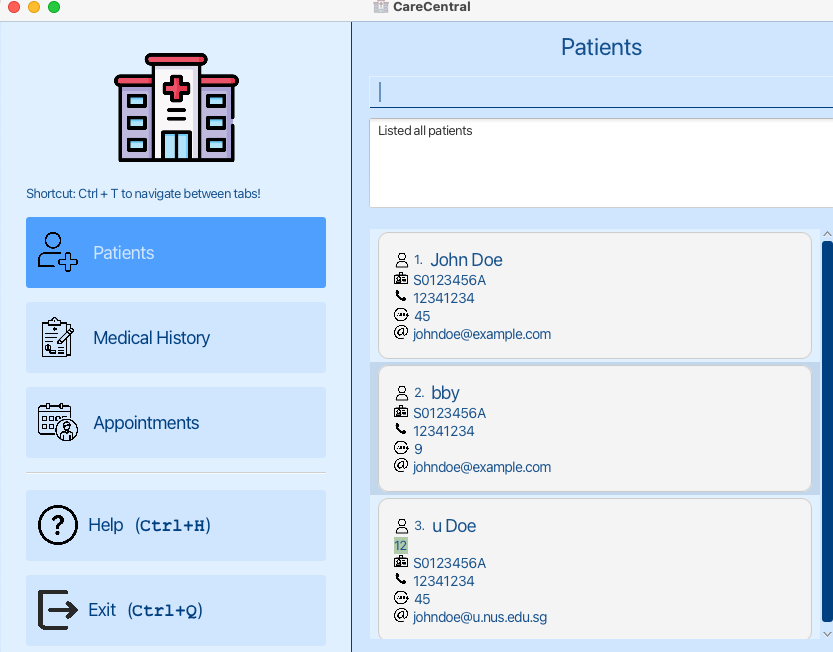 CareCentral
Shortcut: Ctrl + T to navigate between tabs!
Patients
Medical History
Appointments
Help (Ctrl+H)
Exit (Ctrl+Q)
Patients
Listed all patients
1. John Doe
S0123456A
12341234
45
johndoe@example.com
2. bby
S0123456A
12341234
9
johndoe@example.com
3. u Doe
12
S0123456A
12341234
45
johndoe@u.nus.edu.sg